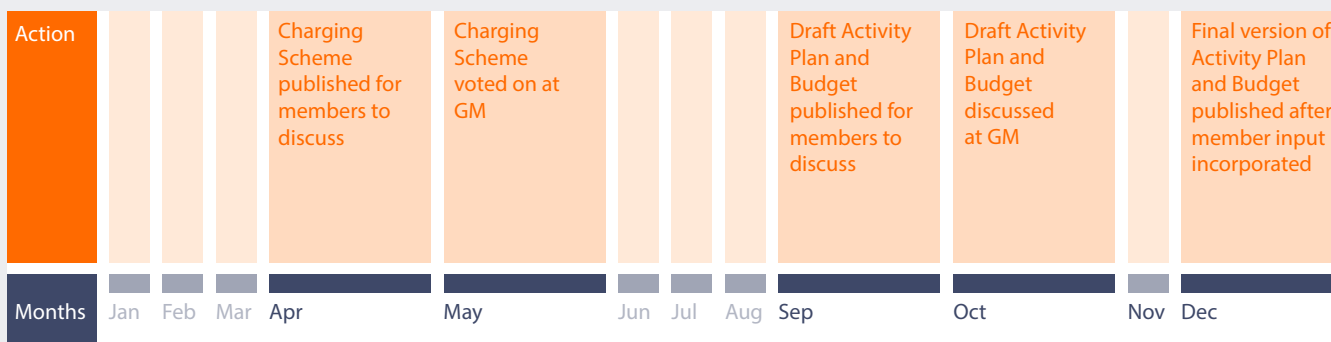 Action
Charging
Scheme
published for
members to
discuss
Charging
Scheme
voted on at
GM
Draft Activity
Plan and
Budget
published for
members to
discuss
Draft Activity
Plan and
Budget
discussed
at GM
Final version of
Activity Plan
and Budget
published after
member input
incorporated
Months Jan Feb Mar Apr May Jun Jul Aug Sep Oct Nov Dec